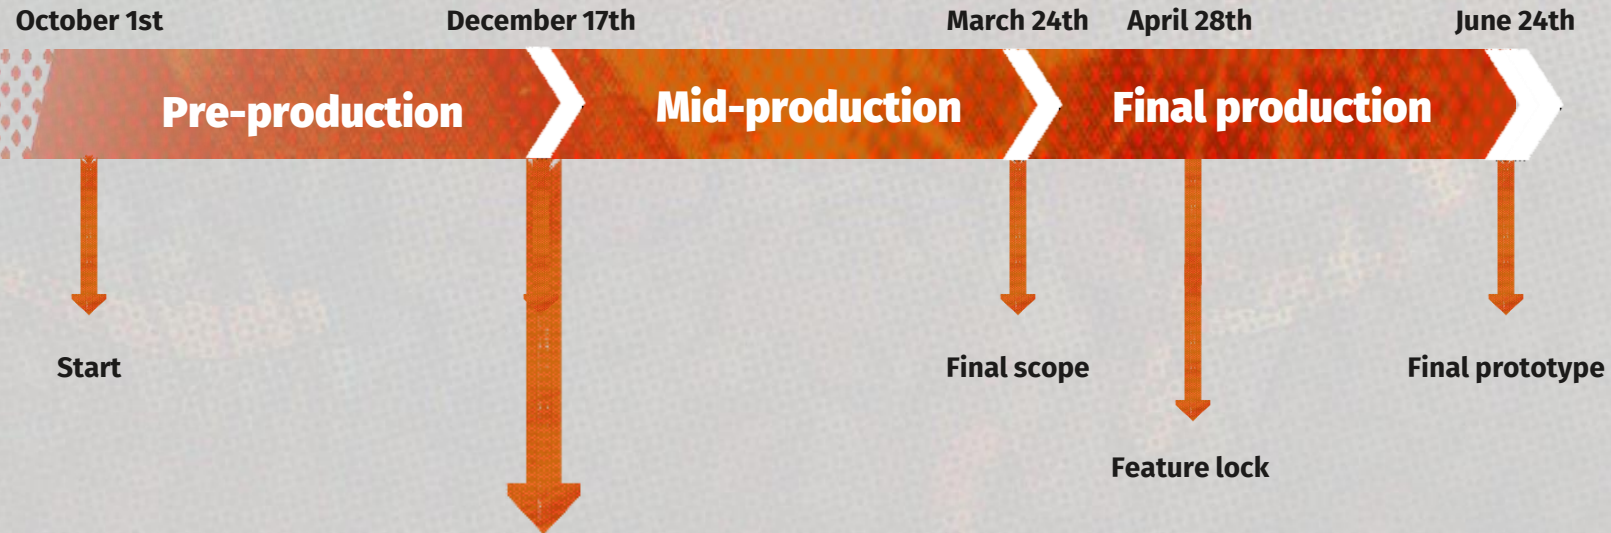 October 1st
December 17th
March 24th
April 28th
June 24th
Pre-production
Mid-production
Final production
Start
Final scope
Final prototype
Feature lock